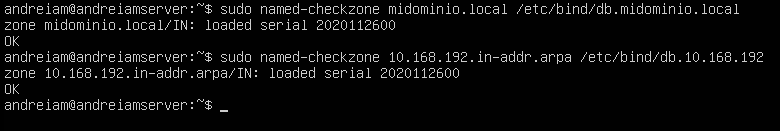 andreiam@andreiamserver:~$ sudo named-checkzone midominio.local /etc/bind/db.midominio.local
zone midominio.local/IN: loaded serial 2020112600
OK
andreiam@andreiamserver:~$ sudo named-checkzone 10.168.192.in-addr.arpa /etc/bind/db.10.168.192
zone 10.168.192.in-addr.arpa/IN: loaded serial 2020112600
OK
andreiam@andreiamserver:~$ _